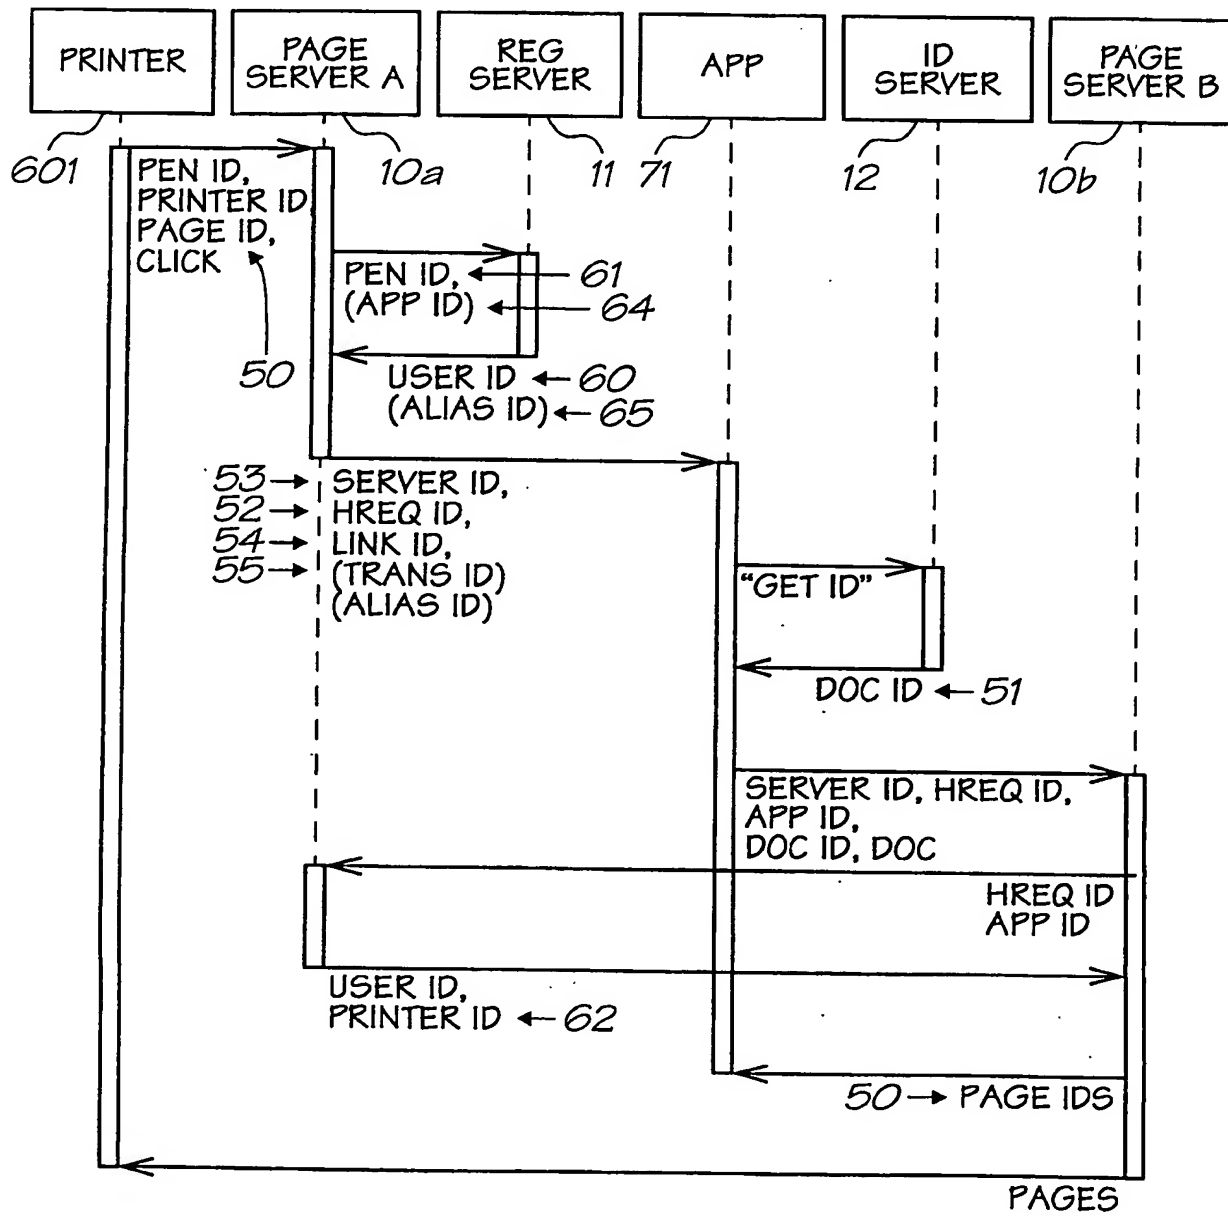 PRINTER
PAGE
SERVER A
REG
SERVER
APP
ID
SERVER
PAGE
SERVER B
601
10a
11
71
12
10b
PEN ID,
PRINTER ID
PAGE ID,
CLICK
50
PEN ID, 61
(APP ID) 64
USER ID 60
(ALIAS ID) 65
53 SERVER ID,
52 HREQ ID,
54 LINK ID,
55 (TRANS ID)
(ALIAS ID)
"GET ID"
DOC ID 51
SERVER ID, HREQ ID,
APP ID,
DOC ID, DOC
HREQ ID
APP ID
USER ID,
PRINTER ID 62
50 PAGE IDS
PAGES